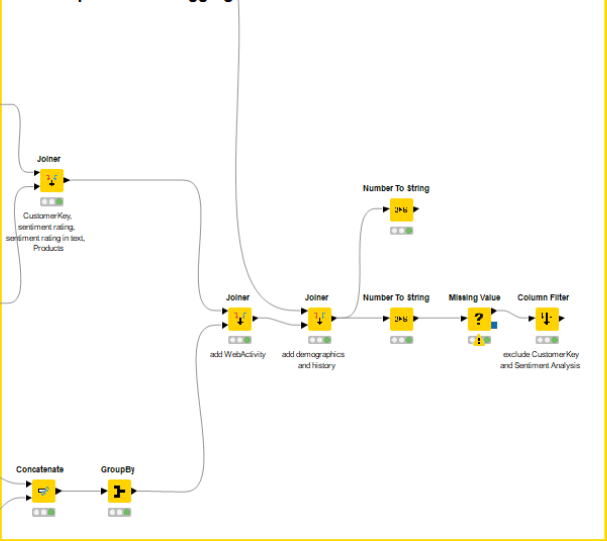 Joiner
CustomerKey,
sentiment rating,
sentiment rating in text,
Products
Number To String
Joiner
Joiner
Number To String
Missing Value
Column Filter
?
add WebActivity
add demographics
and history
exclude CustomerKey
and Sentiment Analysis
Concatenate
GroupBy